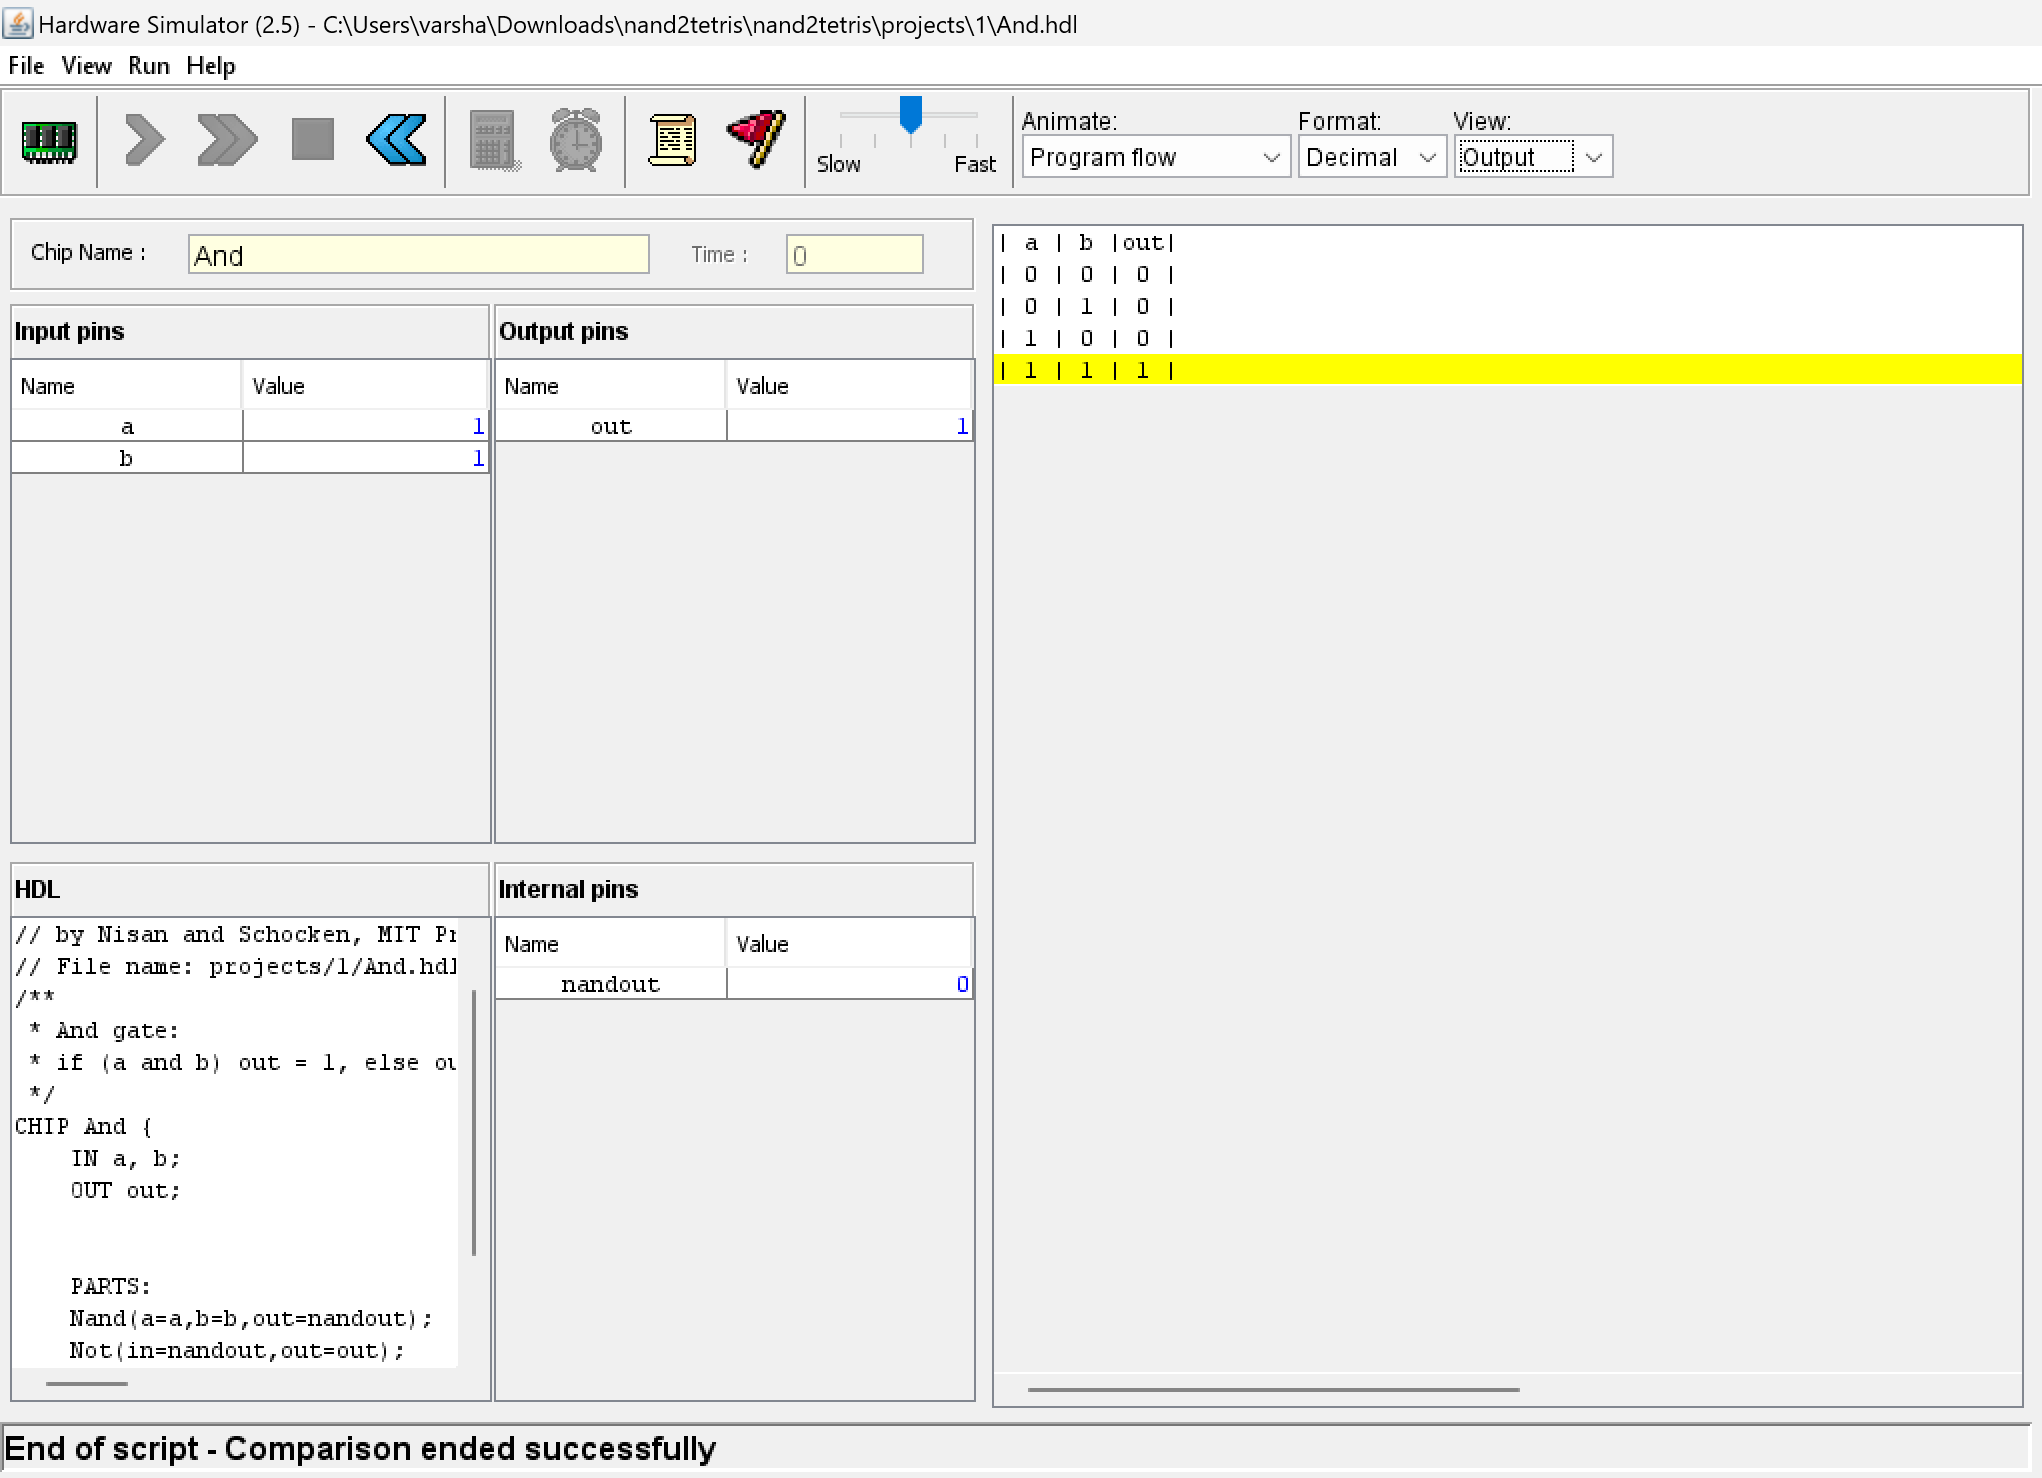 Hardware Simulator (2.5) - C:\Users\varsha\Downloads\nand2tetris\nand2tetris\projects\1\And.hdl
File View Run Help
Animate: Format: View:
Slow Fast Program flow Decimal Output
Chip Name : And Time : 0
Input pins
Name Value
a 1
b 1
Output pins
Name Value
out 1
HDL
// by Nisan and Schocken, MIT Pr
// File name: projects/1/And.hdl
/**
* And gate:
* if (a and b) out = 1, else ou
*/
CHIP And {
IN a, b;
OUT out;
PARTS:
Nand(a=a,b=b,out=nandout);
Not(in=nandout,out=out);
Internal pins
Name Value
nandout 0
| a | b |out|
| 0 | 0 | 0 |
| 0 | 1 | 0 |
| 1 | 0 | 0 |
| 1 | 1 | 1 |
End of script - Comparison ended successfully